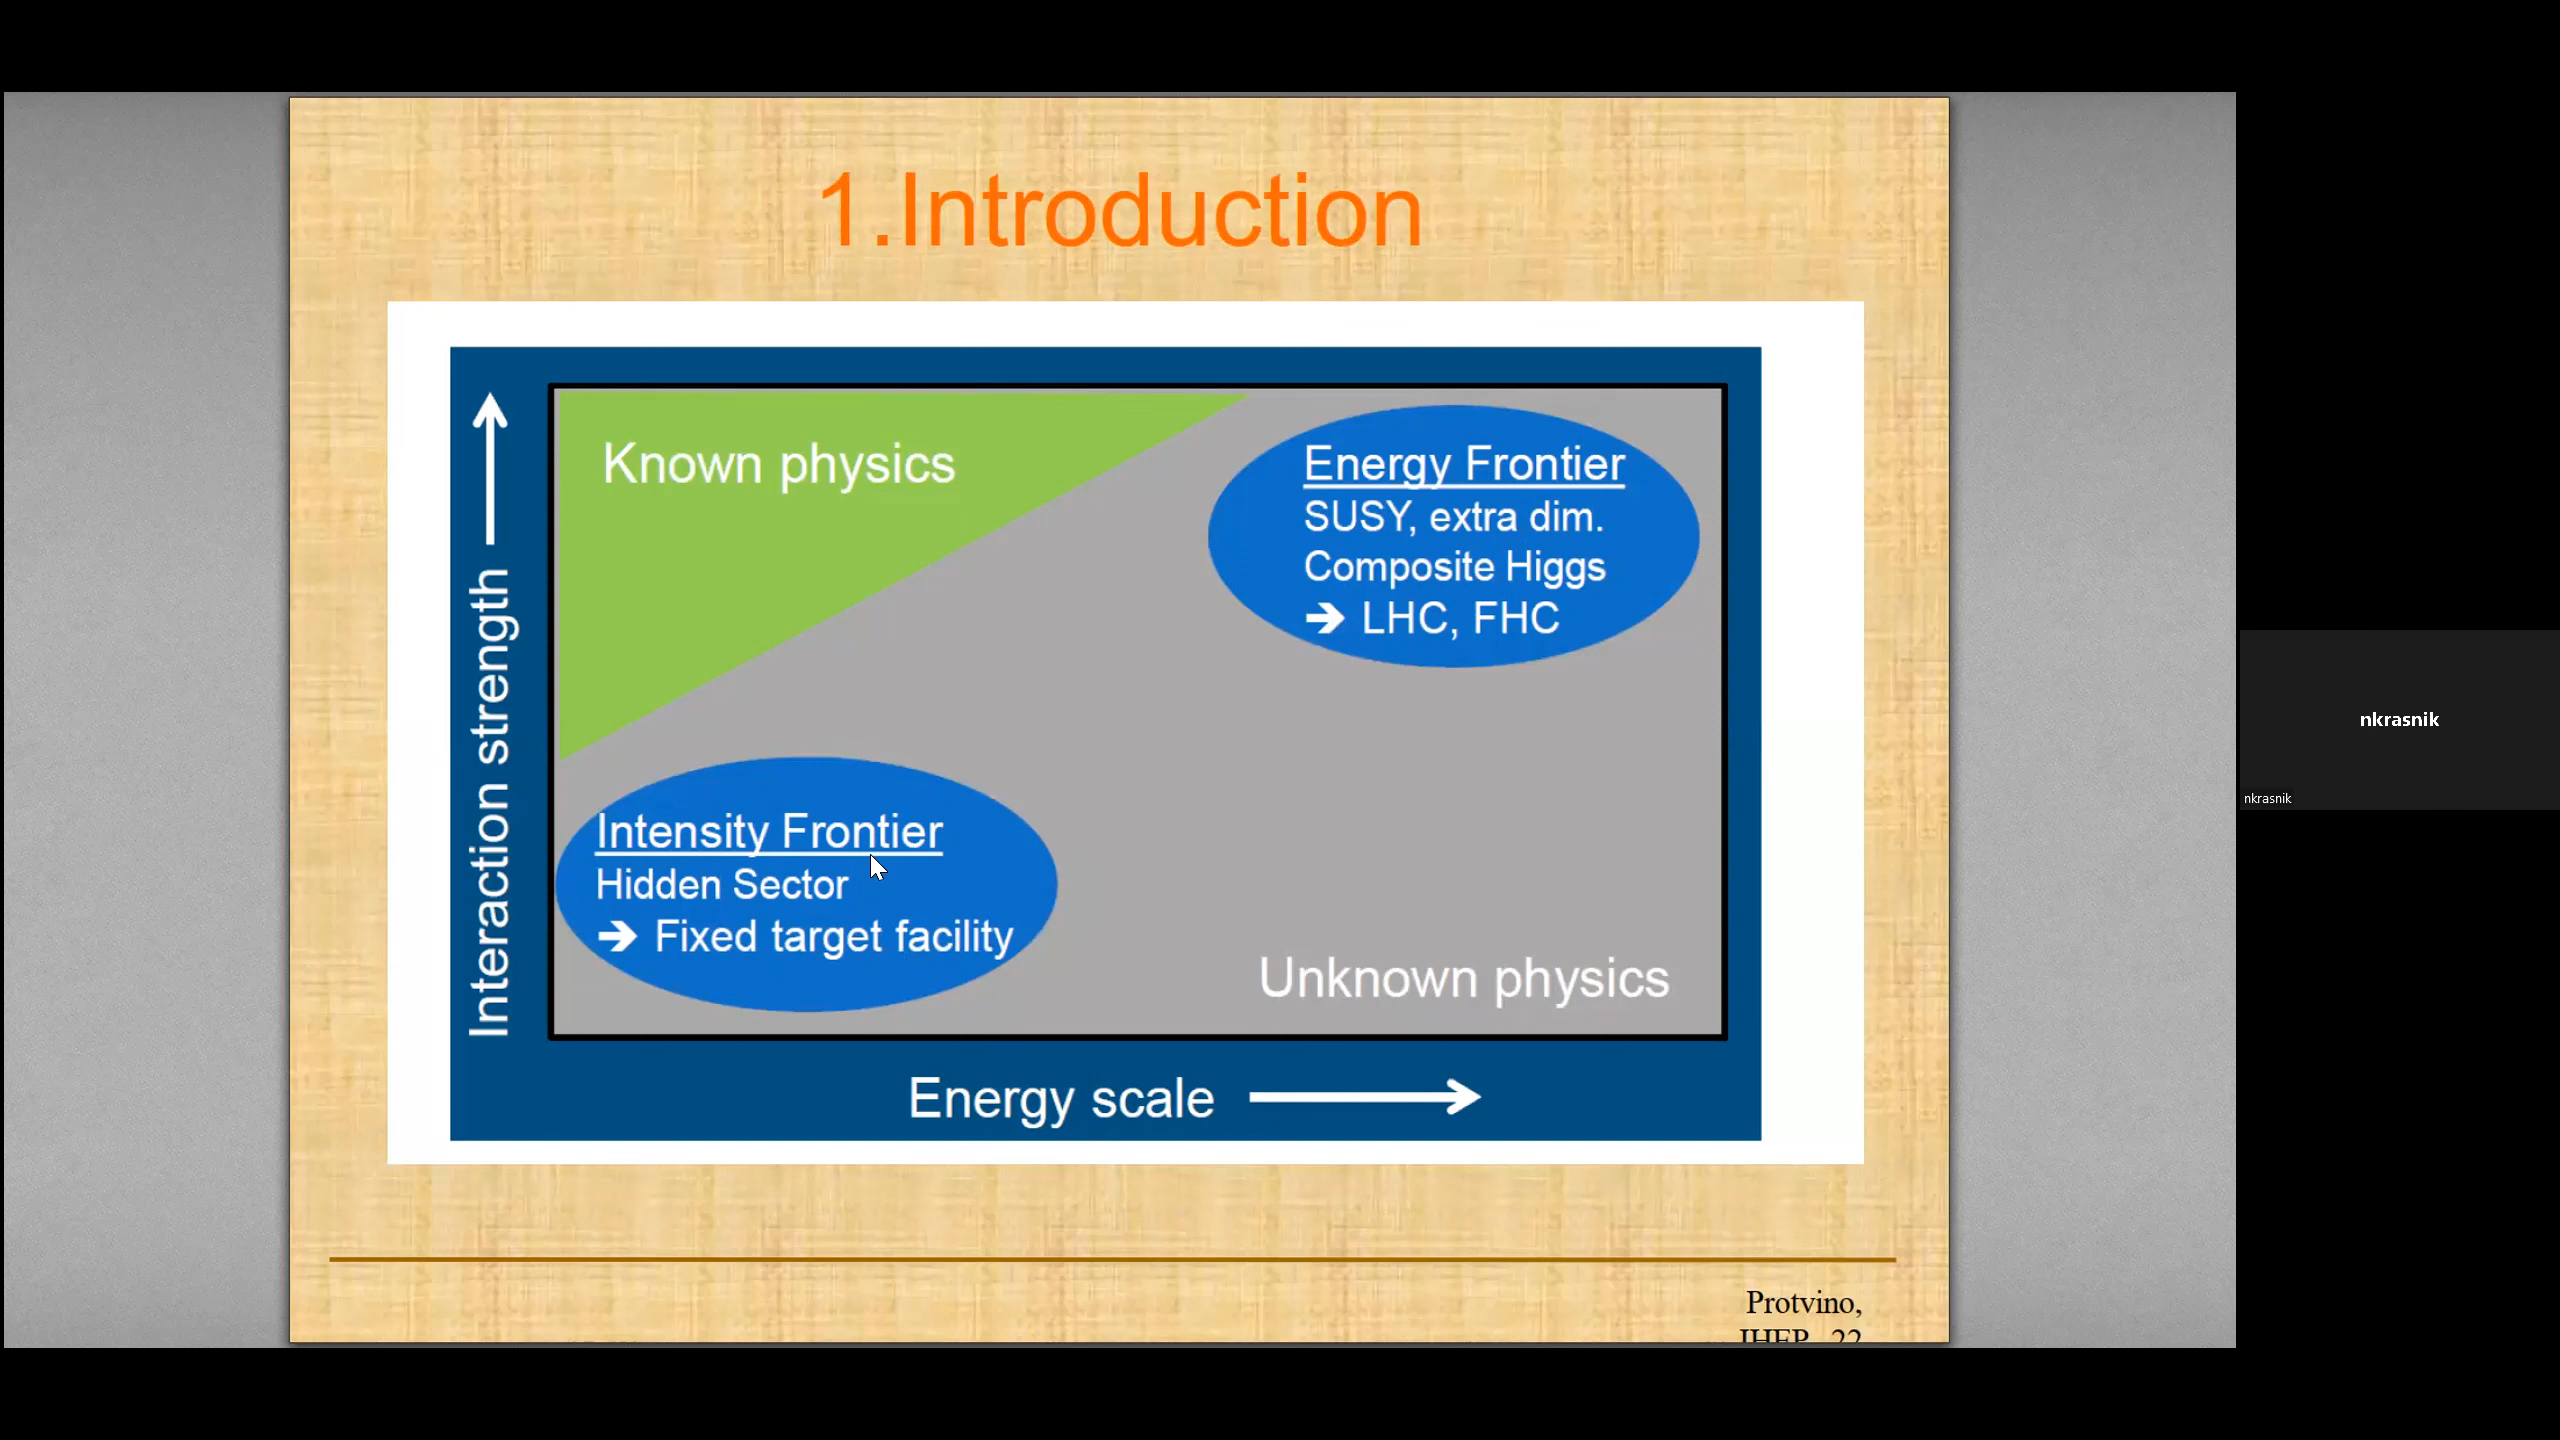 1.Introduction
Known physics
Energy Frontier
SUSY, extra dim.
Composite Higgs
➔ LHC, FHC
Interaction strength
Intensity Frontier
Hidden Sector
➔ Fixed target facility
Unknown physics
Energy scale
Protvino,
IHEP, 22
nkrasnik
nkrasnik